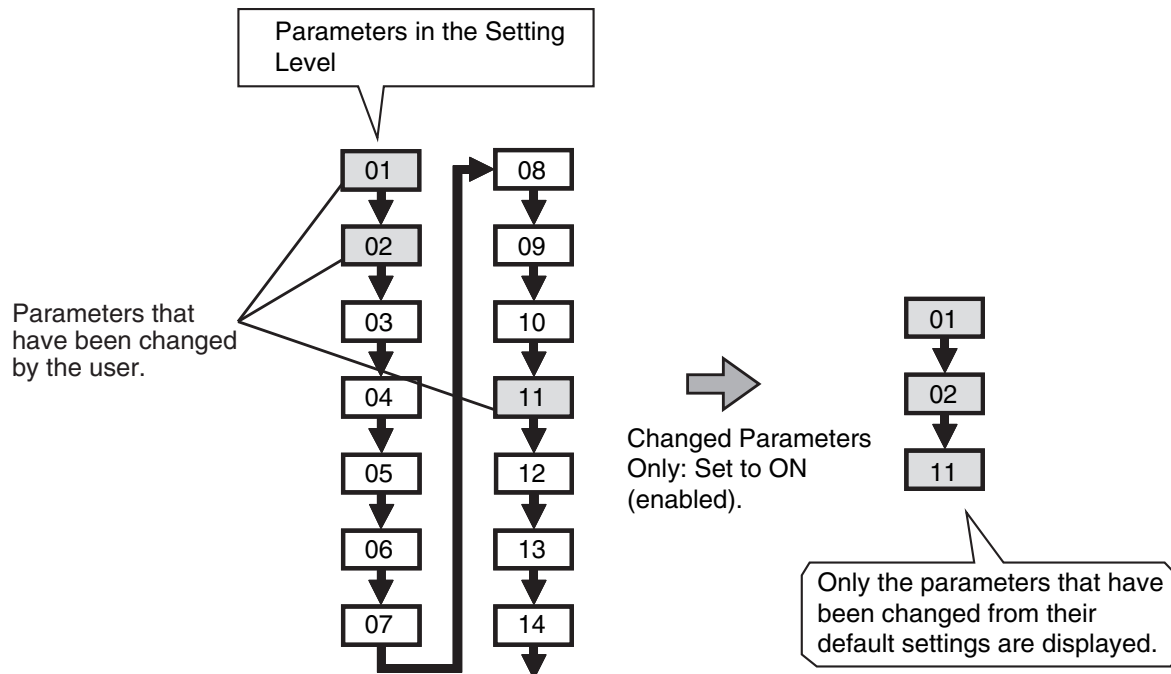 Parameters in the Setting
Level
01
02
03
04
05
06
07
08
09
10
11
12
13
14
Parameters that
have been changed
by the user.
Changed Parameters
Only: Set to ON
(enabled).
01
02
11
Only the parameters that have
been changed from their
default settings are displayed.